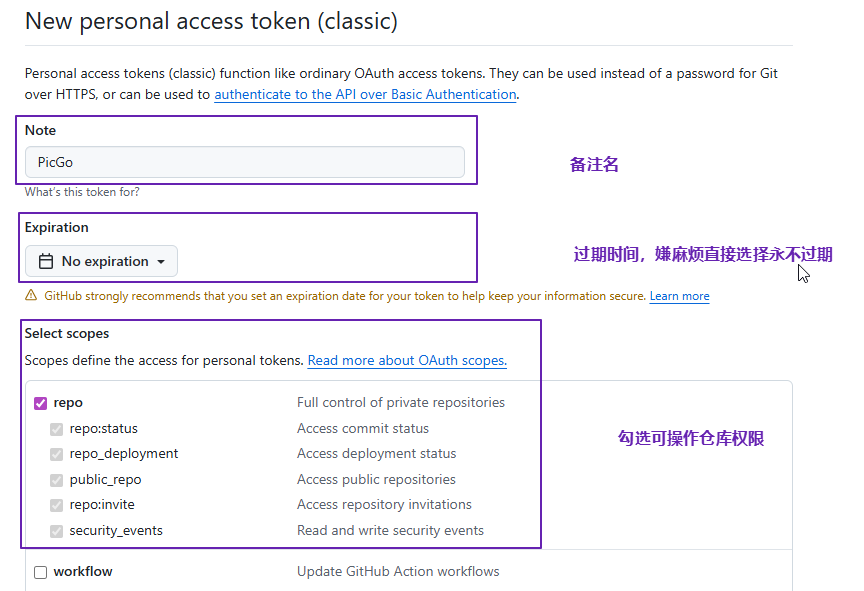 New personal access token (classic)
Personal access tokens (classic) function like ordinary OAuth access tokens. They can be used instead of a password for Git
over HTTPS, or can be used to authenticate to the API over Basic Authentication.
Note
PicGo
备注名
What's this token for?
Expiration
No expiration
过期时间，嫌麻烦直接选择永不过期
GitHub strongly recommends that you set an expiration date for your token to help keep your information secure. Learn more
Select scopes
Scopes define the access for personal tokens. Read more about OAuth scopes.
repo Full control of private repositories
repo:status Access commit status
勾选可操作仓库权限
repo_deployment Access deployment status
public_repo Access public repositories
repo:invite Access repository invitations
security_events Read and write security events
workflow Update GitHub Action workflows